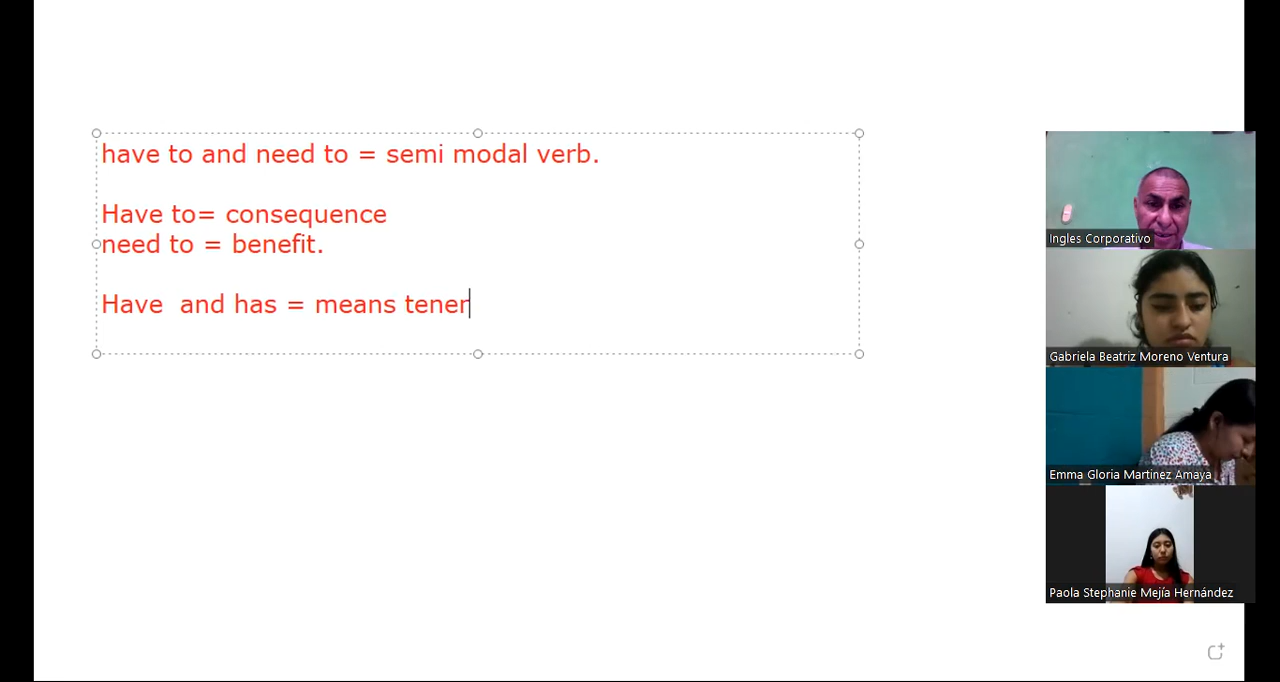 have to and need to = semi modal verb.
Have to= consequence
need to = benefit.
Have  and has = means tener
Ingles Corporativo
Gabriela Beatriz Moreno Ventura
Emma Gloria Martinez Amaya
Paola Stephanie Mejía Hernández